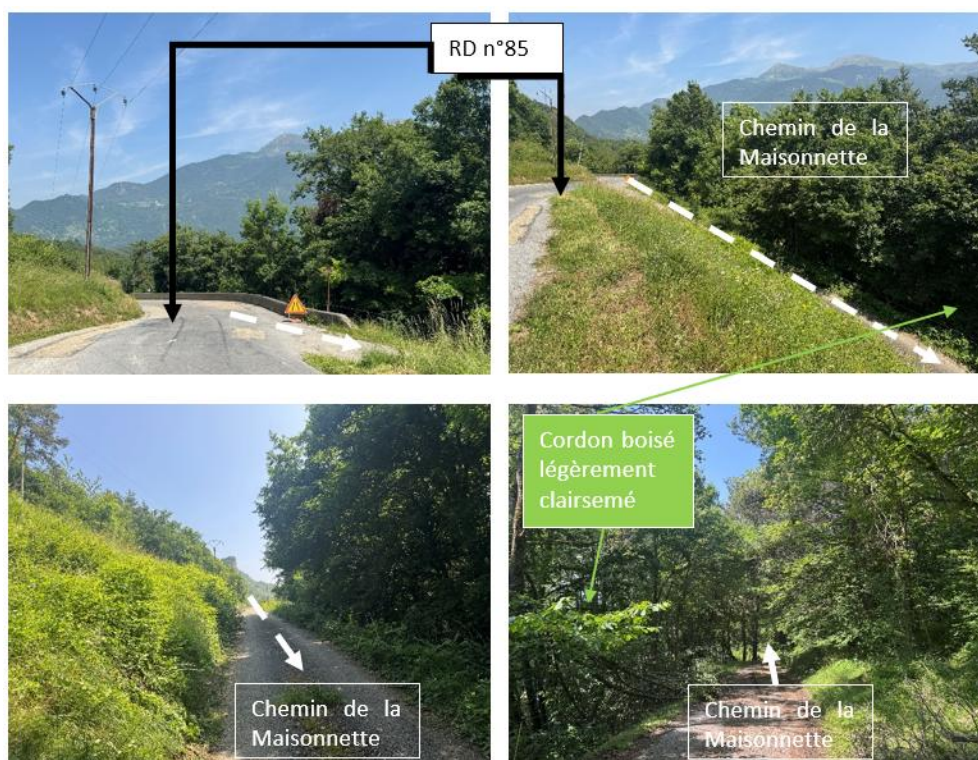 RD n°85
Chemin de la
Maisonnette
Cordon boisé
légèrement
clairsemé
Chemin de la
Maisonnette
Chemin de la
Maisonnette